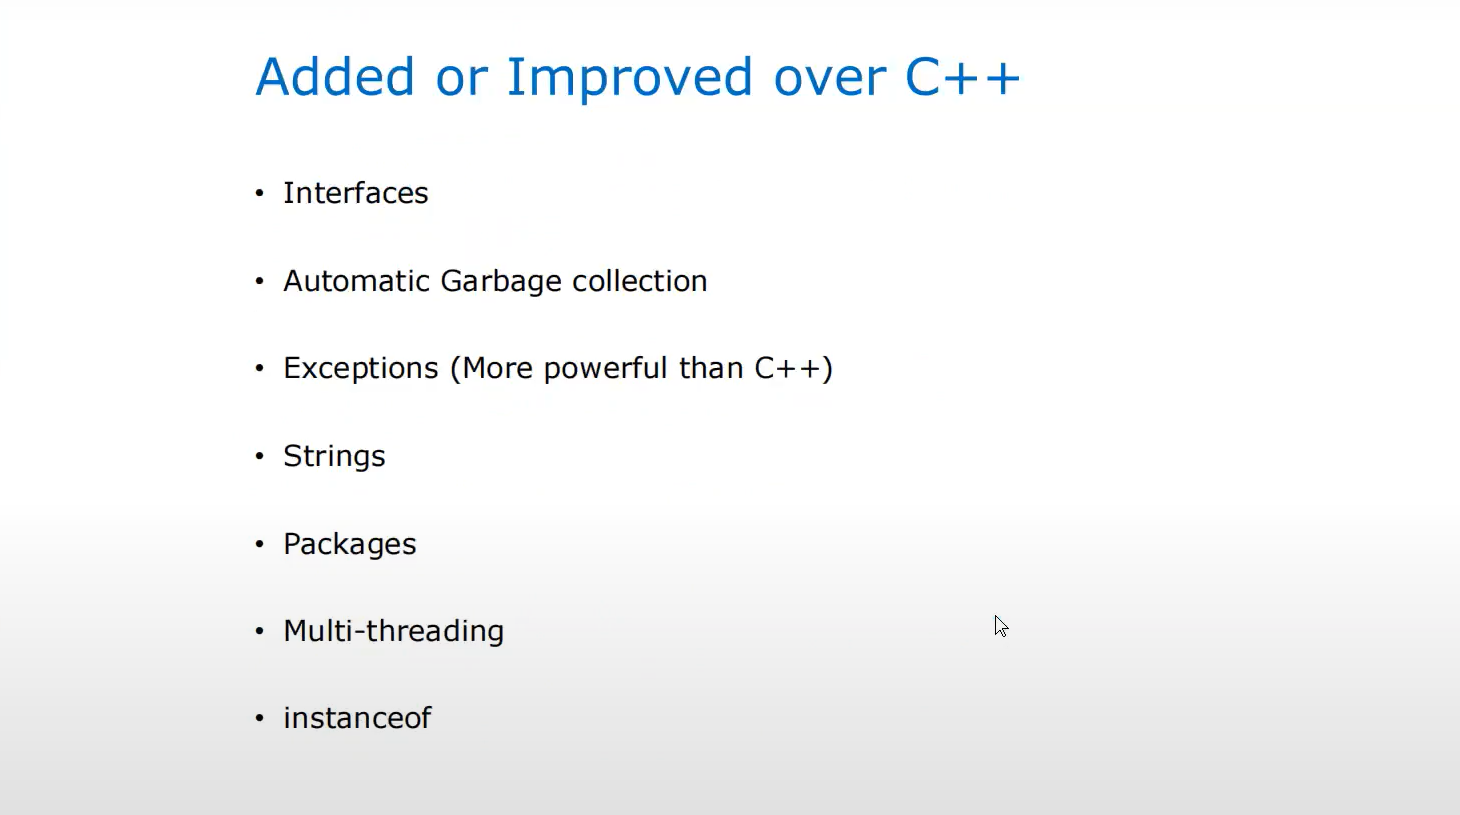 Added or Improved over C++
• Interfaces
• Automatic Garbage collection
• Exceptions (More powerful than C++)
• Strings
• Packages
• Multi-threading
• instanceof